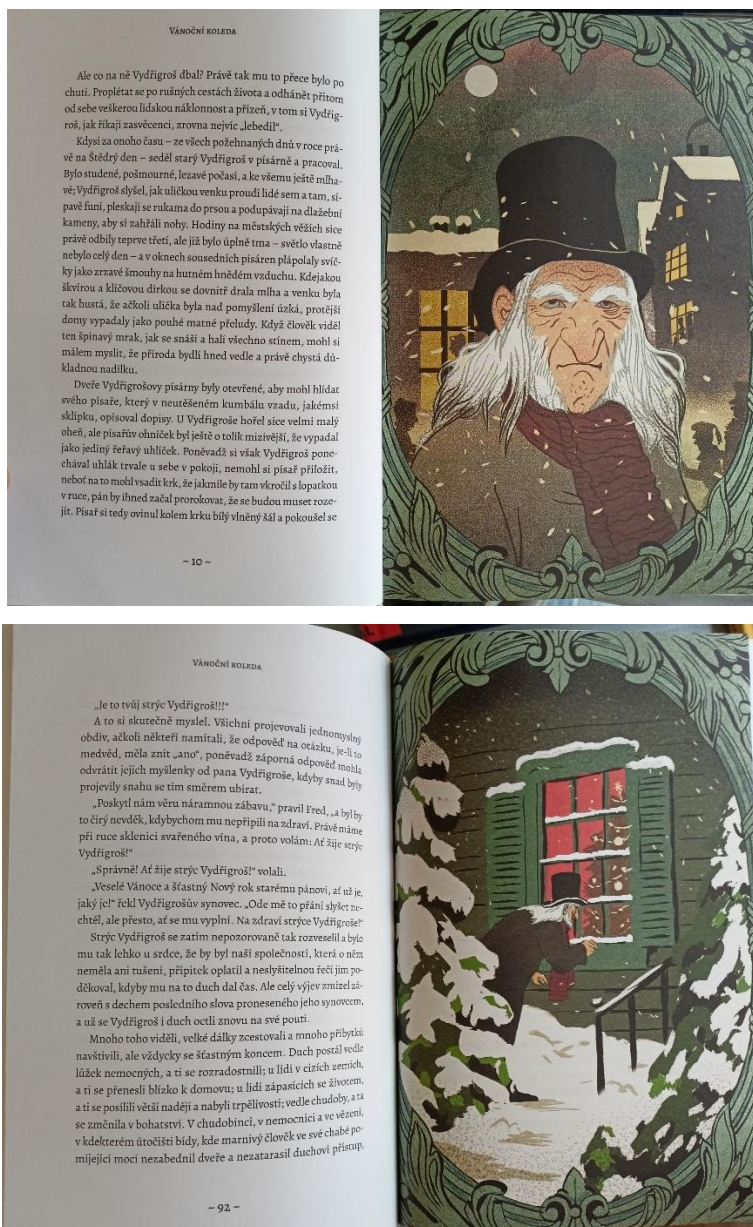 Vánoční koleda
Ale co na ně Vydřigroš dbal? Právě tak mu to přece bylo po
chuti. Proplétat se po rušných cestách života a odhánět přitom
od sebe veškerou lidskou náklonnost a přízeň, v tom si Vydřig-
roš, jak říkají zasvěcenci, zrovna nejvíc „lebedil“.
Kdysi za onoho času – ze všech požehnaných dnů v roce prá-
vě na Štědrý den – seděl starý Vydřigroš v písárně a pracoval.
Bylo studené, pošmourné, lezavé počasí, a ke všemu ještě mlha-
vé; Vydřigroš slyšel, jak uličkou venku proudí lidé sem a tam, sí-
pavě funí, pleskají se rukama do prsou a podupávají na dlažební
kameny, aby si zahřáli nohy. Hodiny na městských věžích sice
právě odbily teprve třetí, ale již bylo úplně tma – světlo vlastně
nebylo celý den – a v oknech sousedních písáren plápolaly svíč-
ky jako zrzavé šmouhy na hutném hnědém vzduchu. Kdejakou
škvírou a klíčovou dírkou se dovnitř drala mlha a venku byla
tak hustá, že ačkoli ulička byla nad pomyšlení úzká, protější
domy vypadaly jako pouhé matné přeludy. Když člověk viděl
ten špinavý mrak, jak se snáší a halí všechno stínem, mohl si
málem myslit, že příroda bydlí hned vedle a právě chystá dů-
kladnou nadílku.
Dveře Vydřigrošovy písárny byly otevřené, aby mohl hlídat
svého písaře, který v neutěšeném kumbálu vzadu, jakémsi
sklípku, opisoval dopisy. U Vydřigroše hořel sice velmi malý
oheň, ale písařův ohníček byl ještě o tolik mizivější, že vypadal
jako jediný řeřavý uhlíček. Poněvadž si však Vydřigroš pone-
chával uhlák trvale u sebe v pokoji, nemohl si písař přiložit,
neboť na to mohl vsadit krk, že jakmile by tam vkročil s lopatkou
v ruce, pán by ihned začal prorokovat, že se budou muset roze-
jít. Písař si tedy ovinul kolem krku bílý vlněný šál a pokoušel se
~ 10 ~
Vánoční koleda
„Je to tvůj strýc Vydřigroš!!!“
A to si skutečně myslel. Všichni projevovali jednomyslný
obdiv, ačkoli někteří namítali, že odpověď na otázku, je-li to
medvěd, měla znít „ano“, poněvadž záporná odpověď mohla
odvrátit jejich myšlenky od pana Vydřigroše, kdyby snad byly
projevily snahu se tím směrem ubírat.
„Poskytl nám věru náramnou zábavu,“ pravil Fred, „a byl by
to čirý nevděk, kdybychom mu nepřipili na zdraví. Právě máme
při ruce sklenici svařeného vína, a proto volám: Ať žije strýc
Vydřigroš!“
„Správně! Ať žije strýc Vydřigroš!“ volali.
„Veselé Vánoce a šťastný Nový rok starému pánovi, ať už je,
jaký je!“ řekl Vydřigrošův synovec. „Ode mě to přání slyšet ne-
chtěl, ale přesto, ať se mu vyplní. Na zdraví strýce Vydřigroše!“
Strýc Vydřigroš se zatím nepozorovaně tak rozveselil a bylo
mu tak lehko u srdce, že by byl naší společnosti, která o něm
neměla ani tušení, přípitek oplatil a neslyšitelnou řečí jim po-
děkoval, kdyby mu na to duch dal čas. Ale celý výjev zmizel zá-
roveň s dechem posledního slova proneseného jeho synovcem,
a už se Vydřigroš i duch octli znovu na své pouti.
Mnoho toho viděli, velké dálky zcestovali a mnoho příbytků
navštívili, ale vždycky se šťastným koncem. Duch postál vedle
lůžek nemocných, a ti se rozradostnili; u lidí v cizích zemích,
a ti se přenesli blízko k domovu; u lidí zápasících se životem,
a ti se posílili větší nadějí a nabyli trpělivosti; vedle chudoby, a ta
se změnila v bohatství. V chudobinci, v nemocnici a ve vězení,
v kdekterém útočišti bídy, kde marnivý člověk ve své chabé po-
míjející moci nezabednil dveře a nezatarasil duchovi přístup,
~ 92 ~